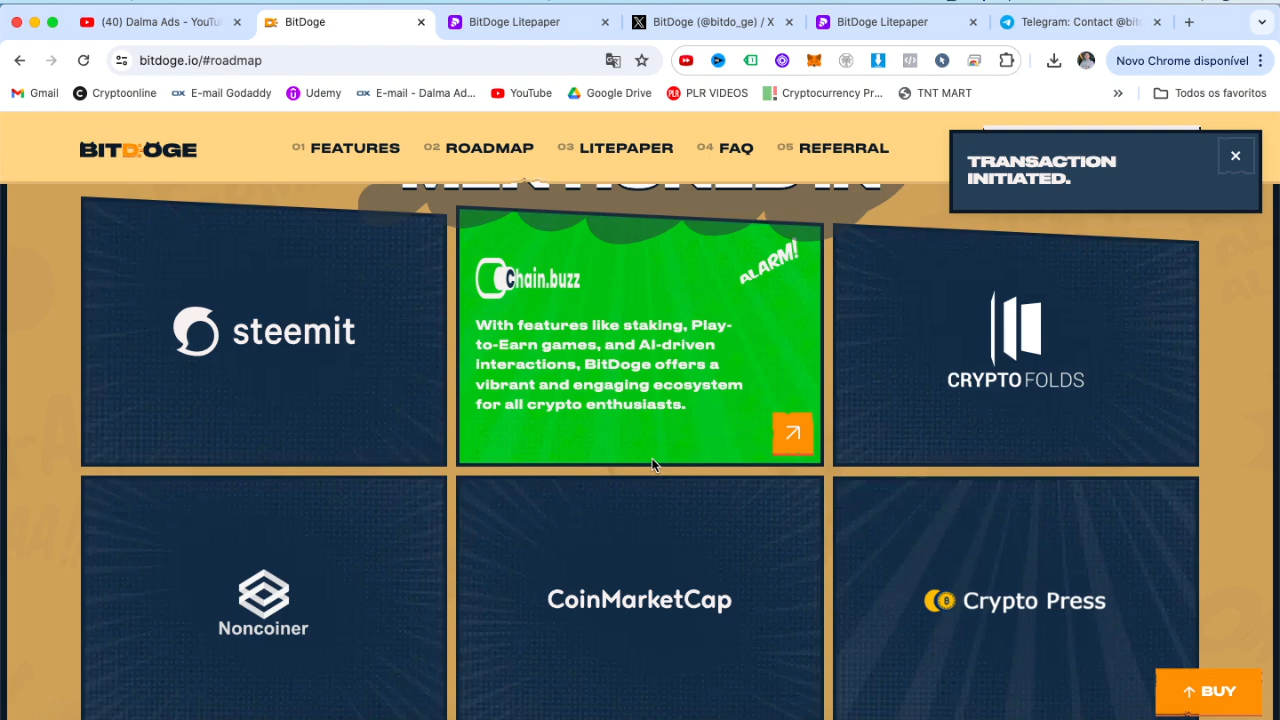 (40) Dalma Ads - YouTu
BitDoge
BitDoge Litepaper
BitDoge (@bitdo_ge) / X
BitDoge Litepaper
Telegram: Contact @bitd
bitdoge.io/#roadmap
Novo Chrome disponível
Gmail
Cryptoonline
E-mail Godaddy
Udemy
E-mail - Dalma Ad...
YouTube
Google Drive
PLR VIDEOS
Cryptocurrency Pr...
TNT MART
Todos os favoritos
BITDOGE
01 FEATURES
02 ROADMAP
03 LITEPAPER
04 FAQ
05 REFERRAL
TRANSACTION
INITIATED.
MENTIONED IN
steemit
Chain.buzz
ALARM!
With features like staking, Play-
to-Earn games, and AI-driven
interactions, BitDoge offers a
vibrant and engaging ecosystem
for all crypto enthusiasts.
CRYPTOFOLDS
Noncoiner
CoinMarketCap
Crypto Press
BUY